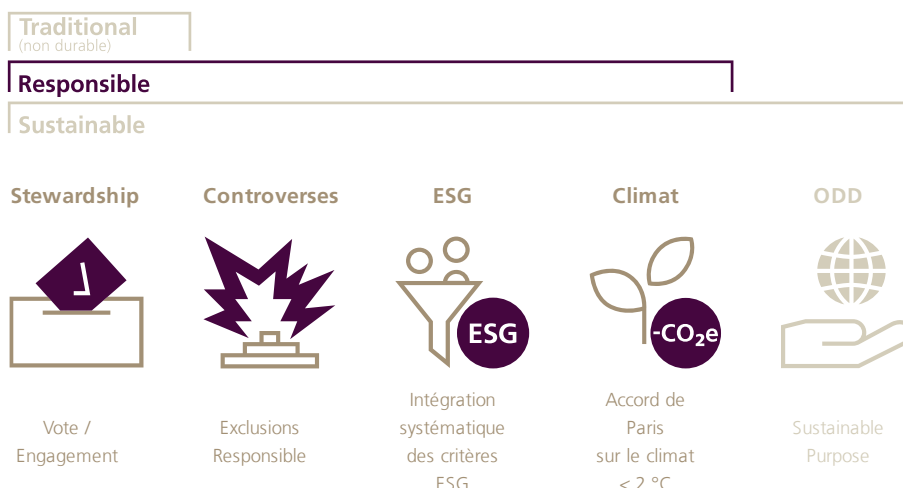 Traditional
(non durable)
Responsible
Sustainable
Stewardship
Controverses
ESG
Climat
ODD
ESG
-CO₂e
Vote /
Engagement
Exclusions
Responsible
Intégration
systématique
des critères
ESG
Accord de
Paris
sur le climat
< 2 °C
Sustainable
Purpose